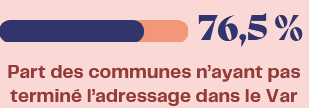 76,5 %
Part des communes n'ayant pas
terminé l'adressage dans le Var